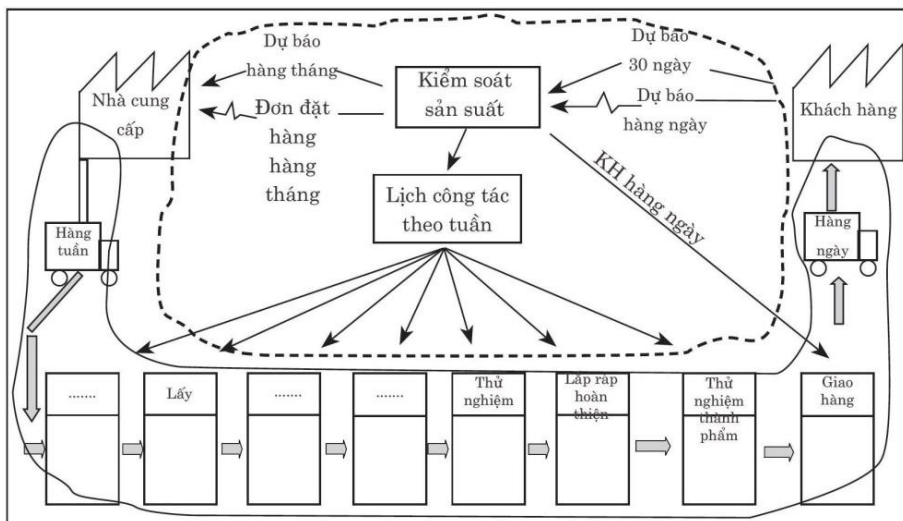 Dự báo
hàng tháng
Nhà cung
cấp
Đơn đặt
hàng
hàng
tháng
Kiểm soát
sản suất
Dự báo
30 ngày
Dự báo
hàng ngày
Khách hàng
Lịch công tác
theo tuần
KH hàng ngày
Hàng
tuần
Hàng
ngày
.......
Lấy
.......
.......
Thử
nghiệm
Lắp ráp
hoàn
thiện
Thử
nghiệm
thành
phẩm
Giao
hàng